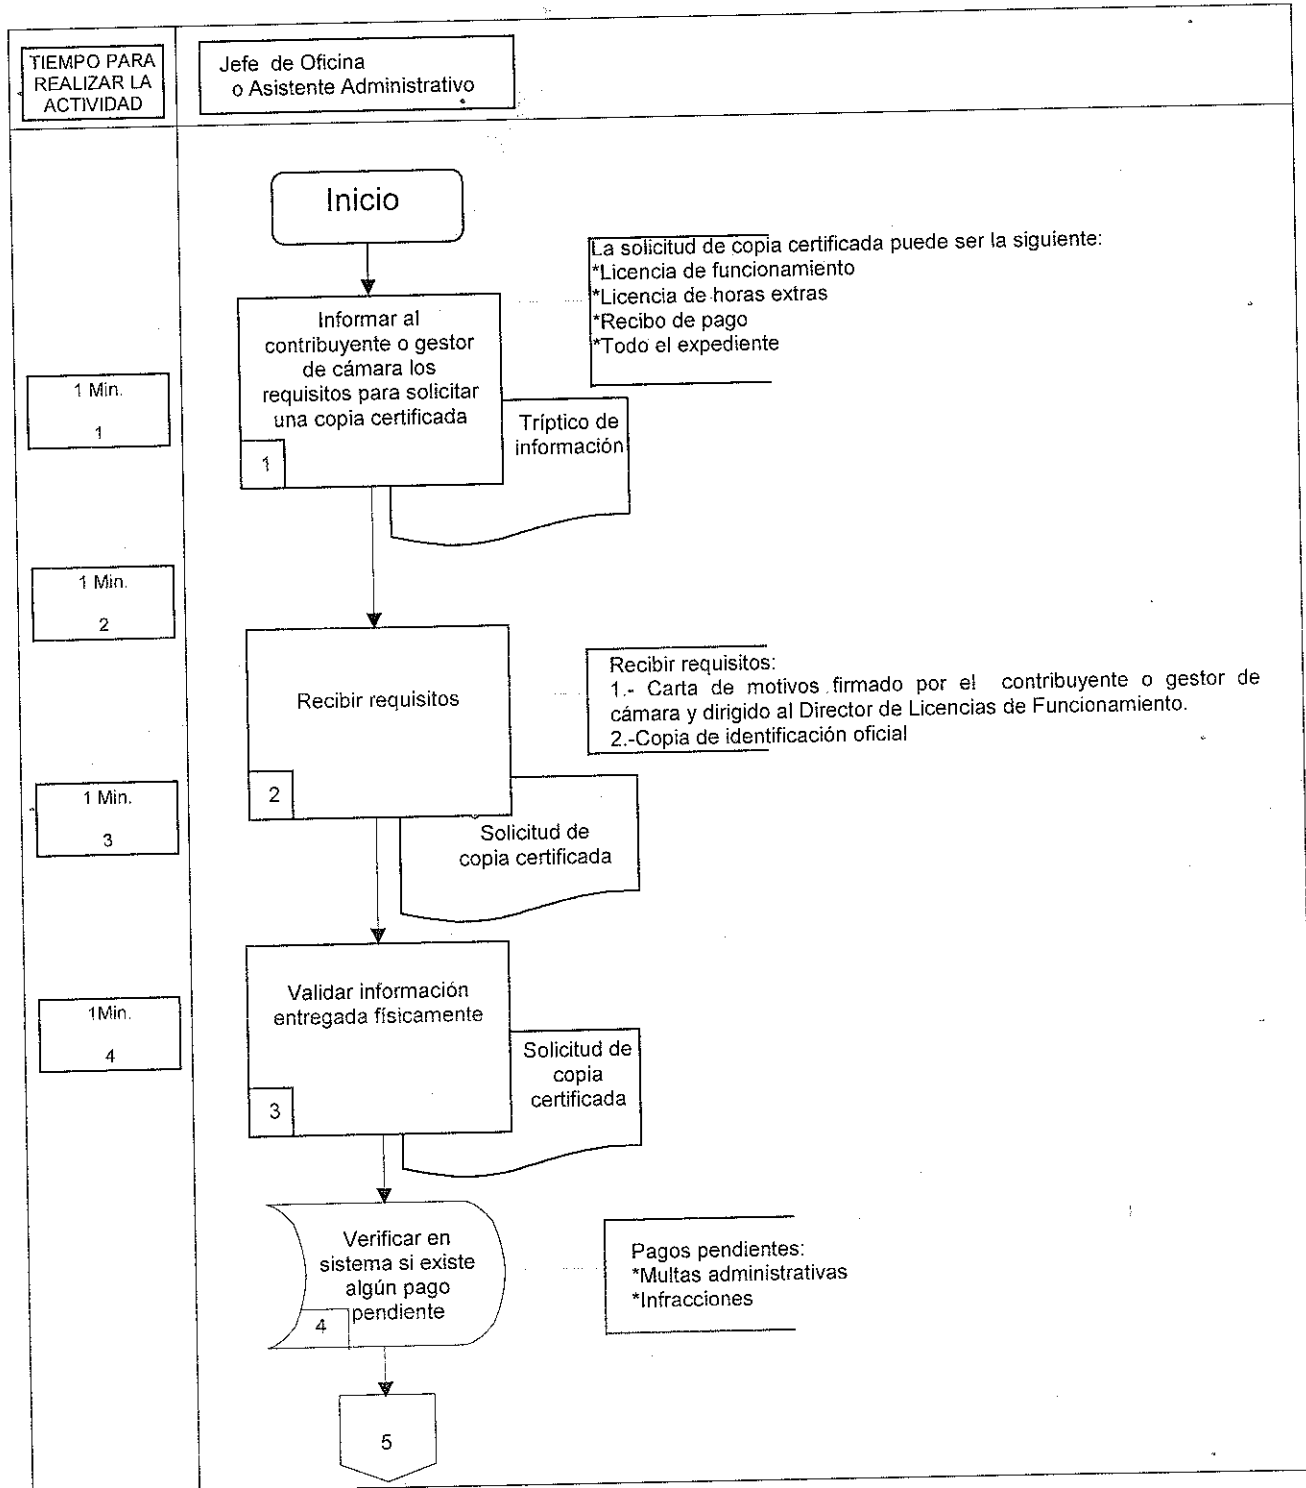 TIEMPO PARA
REALIZAR LA
ACTIVIDAD
Jefe de Oficina
o Asistente Administrativo
Inicio
La solicitud de copia certificada puede ser la siguiente:
*Licencia de funcionamiento
*Licencia de horas extras
*Recibo de pago
*Todo el expediente
Informar al
contribuyente o gestor
de cámara los
requisitos para solicitar
una copia certificada
1
Tríptico de
información
1 Min.
1
1 Min.
2
Recibir requisitos
2
Recibir requisitos:
1.- Carta de motivos firmado por el contribuyente o gestor de
cámara y dirigido al Director de Licencias de Funcionamiento.
2.-Copia de identificación oficial
Solicitud de
copia certificada
1 Min.
3
Validar información
entregada físicamente
3
Solicitud de
copia
certificada
1Min.
4
Verificar en
sistema si existe
algún pago
pendiente
4
Pagos pendientes:
*Multas administrativas
*Infracciones
5